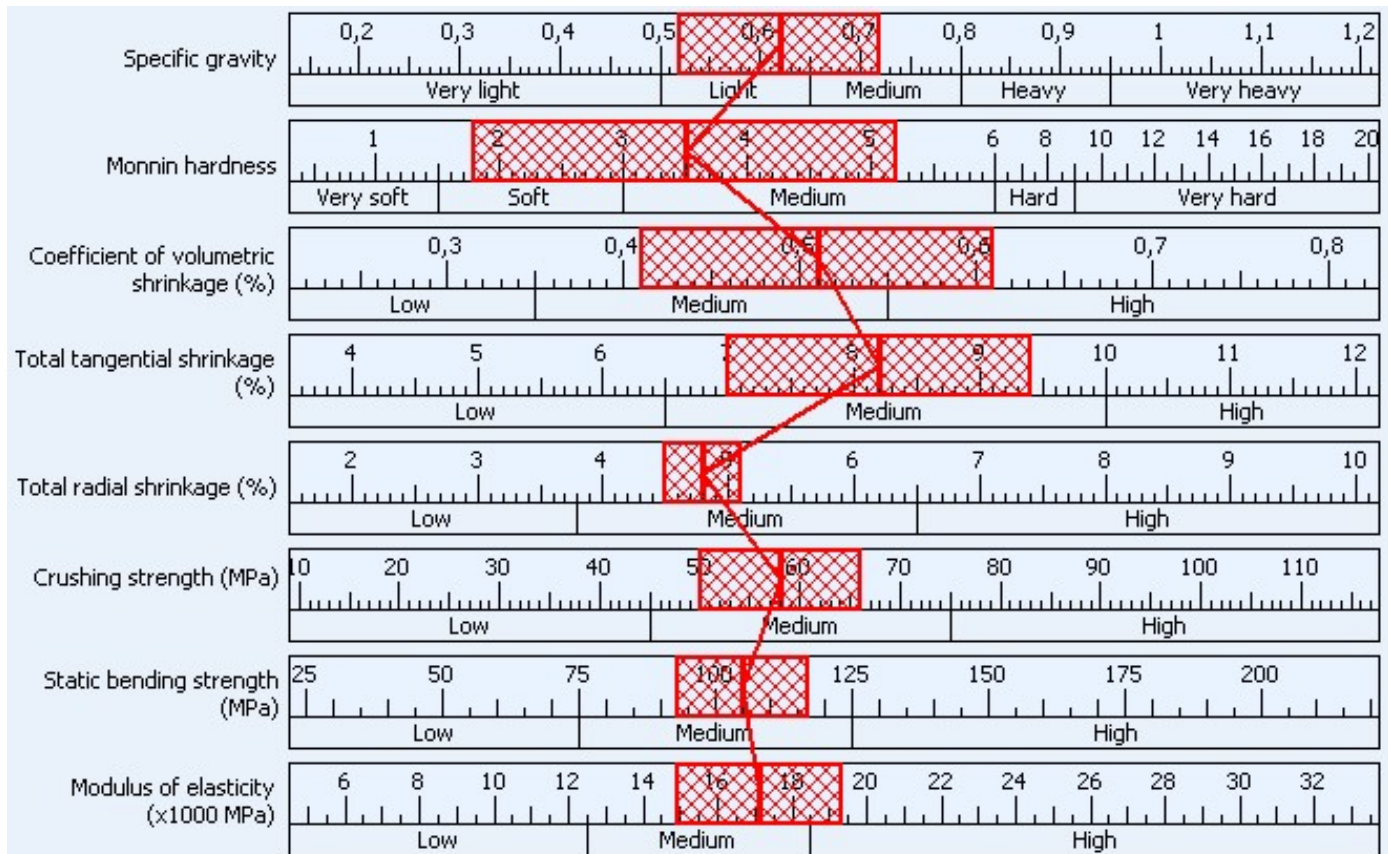 0,2 0,3 0,4 0,5 0,6 0,7 0,8 0,9 1 1,1 1,2
Specific gravity
Very light Light Medium Heavy Very heavy
1 2 3 4 5 6 8 10 12 14 16 18 20
Monnin hardness
Very soft Soft Medium Hard Very hard
0,3 0,4 0,5 0,6 0,7 0,8
Coefficient of volumetric
shrinkage (%)
Low Medium High
4 5 6 7 8 9 10 11 12
Total tangential shrinkage
(%)
Low Medium High
2 3 4 5 6 7 8 9 10
Total radial shrinkage (%)
Low Medium High
10 20 30 40 50 60 70 80 90 100 110
Crushing strength (MPa)
Low Medium High
25 50 75 100 125 150 175 200
Static bending strength
(MPa)
Low Medium High
6 8 10 12 14 16 18 20 22 24 26 28 30 32
Modulus of elasticity
(x1000 MPa)
Low Medium High